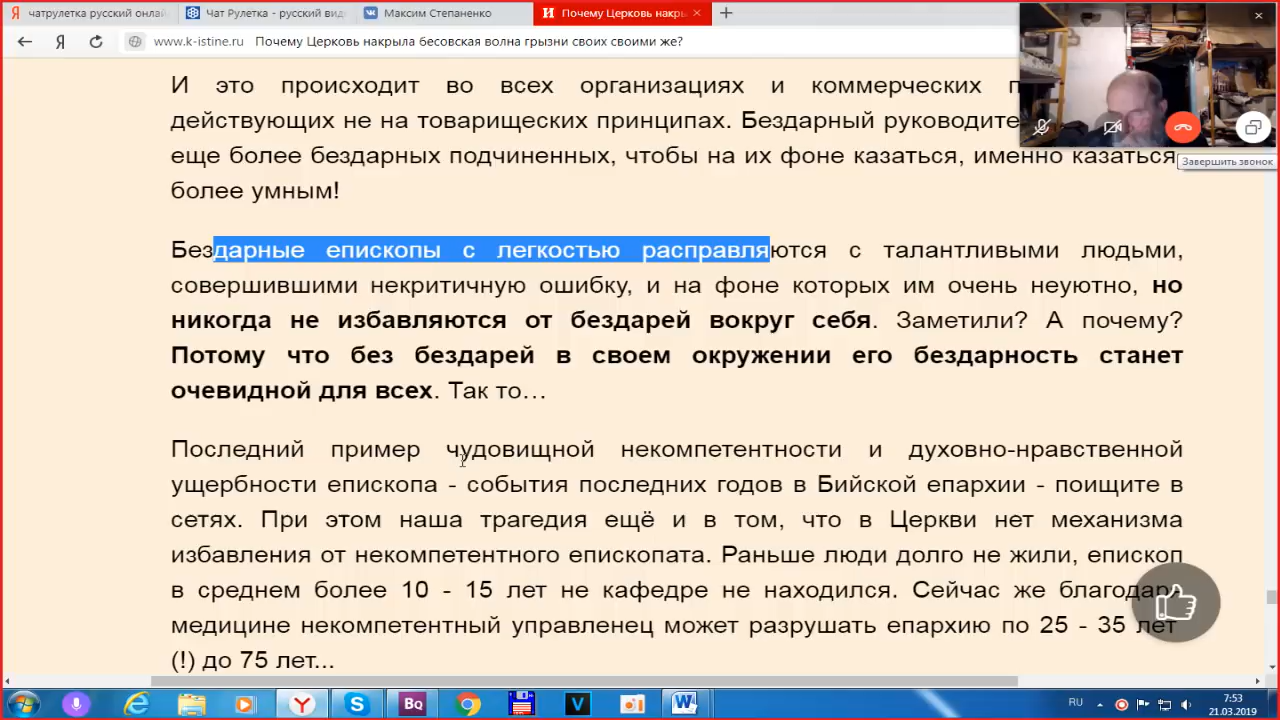 чатрулетка русский онлай
Чат Рулетка - русский вид
Максим Степаненко
Почему Церковь накры
www.k-istine.ru Почему Церковь накрыла бесовская волна грызни своих своими же?
И это происходит во всех организациях и коммерческих
действующих не на товарищеских принципах. Бездарный
еще более бездарных подчиненных, чтобы на их фоне казаться, именно казаться
более умным!
Завершить звонок
Бездарные епископы с легкостью расправляются с талантливыми людьми,
совершившими некритичную ошибку, и на фоне которых им очень неуютно, но
никогда не избавляются от бездарей вокруг себя. Заметили? А почему?
Потому что без бездарей в своем окружении его бездарность станет
очевидной для всех. Так то…
Последний пример чудовищной некомпетентности и духовно-нравственной
ущербности епископа - события последних годов в Бийской епархии - поищите в
сетях. При этом наша трагедия ещё и в том, что в Церкви нет механизма
избавления от некомпетентного епископата. Раньше люди долго не жили, епископ
в среднем более 10 - 15 лет не кафедре не находился. Сейчас же благодаря
медицине некомпетентный управленец может разрушать епархию по 25 - 35 лет
(!) до 75 лет...
RU
7:53
21.03.2019